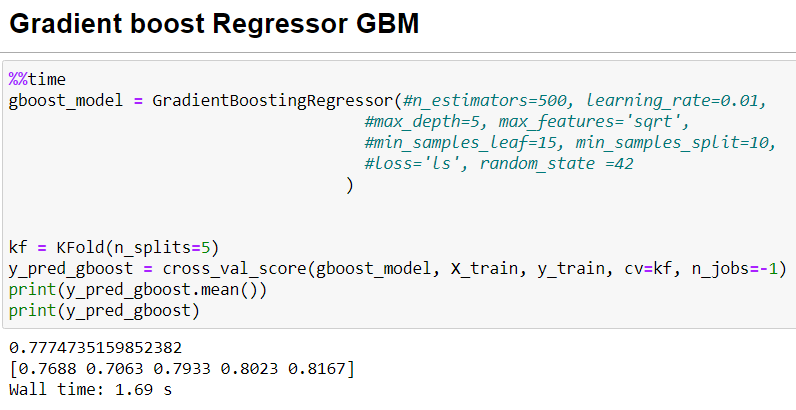 Gradient boost Regressor GBM
%%time
gboost_model = GradientBoostingRegressor(#n_estimators=500, learning_rate=0.01,
#max_depth=5, max_features='sqrt',
#min_samples_leaf=15, min_samples_split=10,
#loss='ls', random_state =42
)
kf = KFold(n_splits=5)
y_pred_gboost = cross_val_score(gboost_model, X_train, y_train, cv=kf, n_jobs=-1)
print(y_pred_gboost.mean())
print(y_pred_gboost)
0.7774735159852382
[0.7688 0.7063 0.7933 0.8023 0.8167]
Wall time: 1.69 s